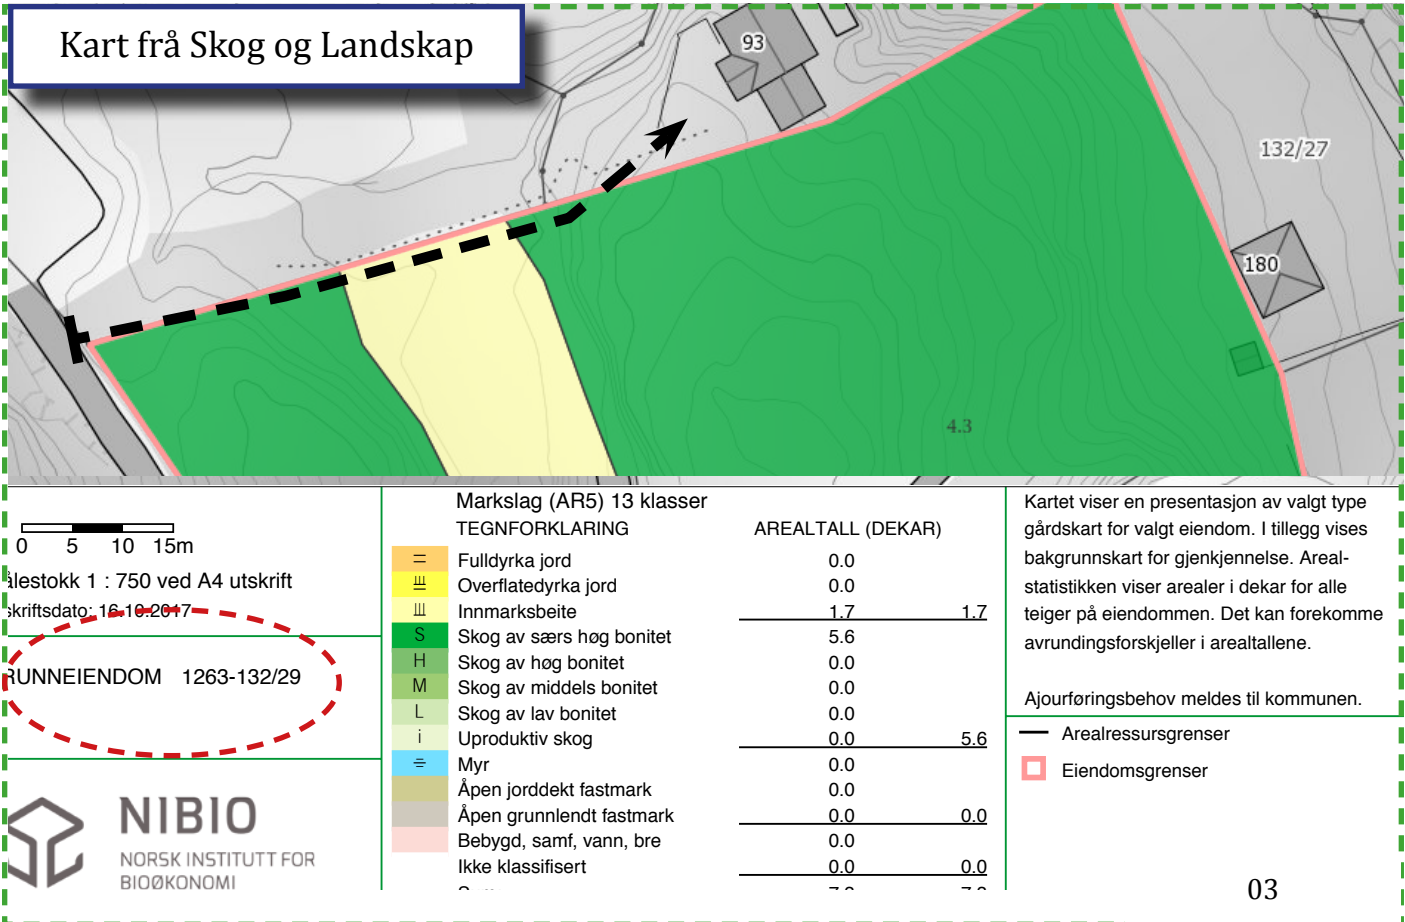 Kart frå Skog og Landskap
93
132/27
180
4.3
0 5 10 15m
ålestokk 1 : 750 ved A4 utskrift
skriftsdato: 16.10.2017
RUNNEIENDOM 1263-132/29
NIBIO
NORSK INSTITUTT FOR
BIOØKONOMI
Markslag (AR5) 13 klasser
TEGNFORKLARING AREALTALL (DEKAR)
Fulldyrka jord 0.0
Overflatedyrka jord 0.0
Innmarksbeite 1.7 1.7
S Skog av særs høg bonitet 5.6
H Skog av høg bonitet 0.0
M Skog av middels bonitet 0.0
L Skog av lav bonitet 0.0
i Uproduktiv skog 0.0 5.6
Myr 0.0
Åpen jorddekt fastmark 0.0
Åpen grunnlendt fastmark 0.0 0.0
Bebygd, samf, vann, bre 0.0
Ikke klassifisert 0.0 0.0
Kartet viser en presentasjon av valgt type
gårdskart for valgt eiendom. I tillegg vises
bakgrunnskart for gjenkjennelse. Areal-
statistikken viser arealer i dekar for alle
teiger på eiendommen. Det kan forekomme
avrundingsforskjeller i arealtallene.
Ajourføringsbehov meldes til kommunen.
Arealressursgrenser
Eiendomsgrenser
03